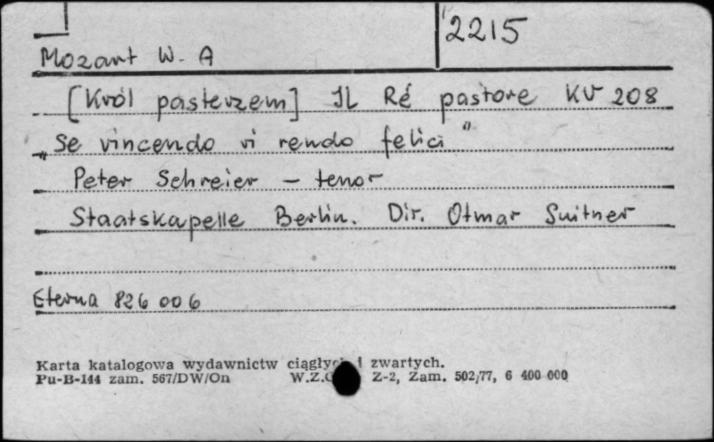 2215
Mozart W. A
[Król pasterzem] IL Ré pastore KV 208
„Se vincendo vi rendo felici"
Peter Schreier – tenor
Staatskapelle Berlin. Dir. Otmar Suitner
Eterna 826 006
Karta katalogowa wydawnictw ciągłych i zwartych.
Pu-B-144 zam. 567/DW/On W.Z. Z-2, Zam. 502/77, 6 400 000